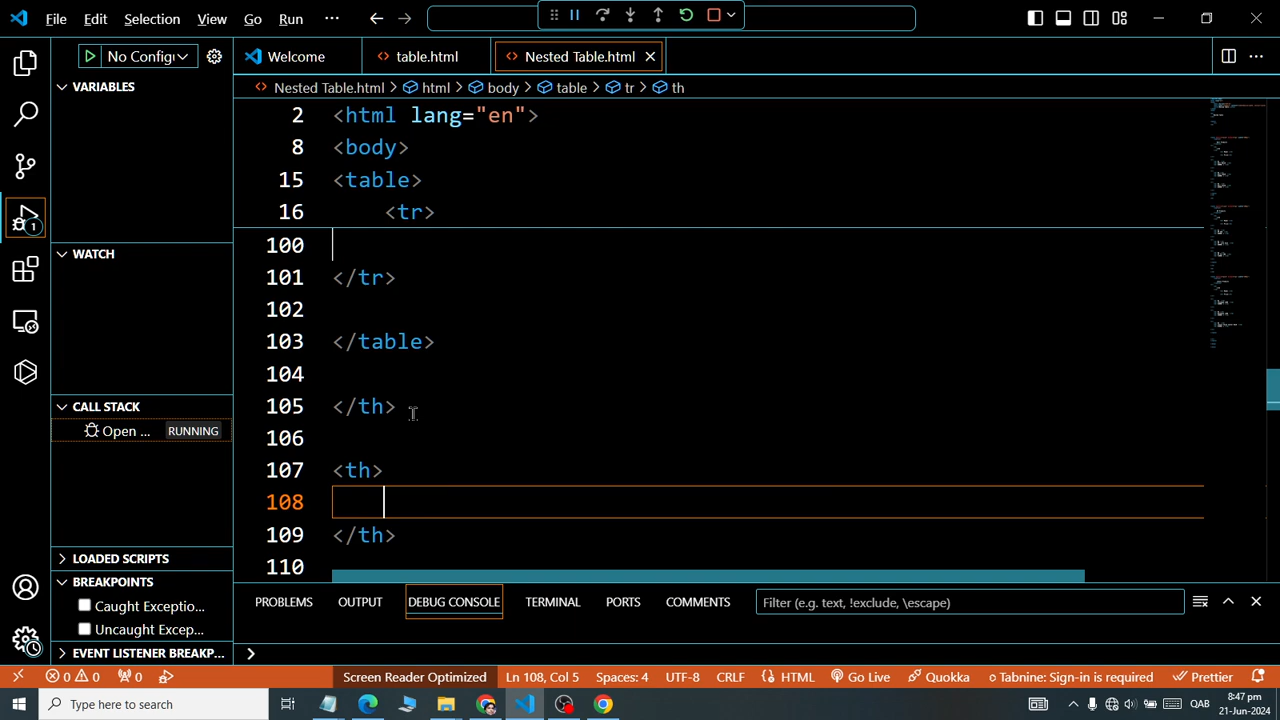 File Edit Selection View Go Run ...
No Config
Welcome table.html Nested Table.html
Nested Table.html > html > body > table > tr > th
VARIABLES
WATCH
CALL STACK
Open ... RUNNING
LOADED SCRIPTS
BREAKPOINTS
Caught Exceptio...
Uncaught Excep...
EVENT LISTENER BREAKP...
1
2 <html lang="en">
8 <body>
15 <table>
16 <tr>
100
101 </tr>
102
103 </table>
104
105 </th>
106
107 <th>
108
109 </th>
110
PROBLEMS OUTPUT DEBUG CONSOLE TERMINAL PORTS COMMENTS Filter (e.g. text, !exclude, \escape)
0 0 0 Screen Reader Optimized Ln 108, Col 5 Spaces: 4 UTF-8 CRLF HTML Go Live Quokka Tabnine: Sign-in is required Prettier
Type here to search
QAB
8:47 pm
21-Jun-2024